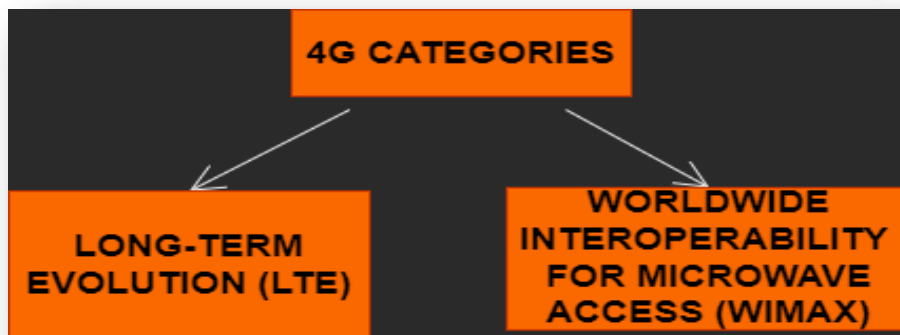 4G CATEGORIES
LONG-TERM
EVOLUTION (LTE)
WORLDWIDE
INTEROPERABILITY
FOR MICROWAVE
ACCESS (WIMAX)